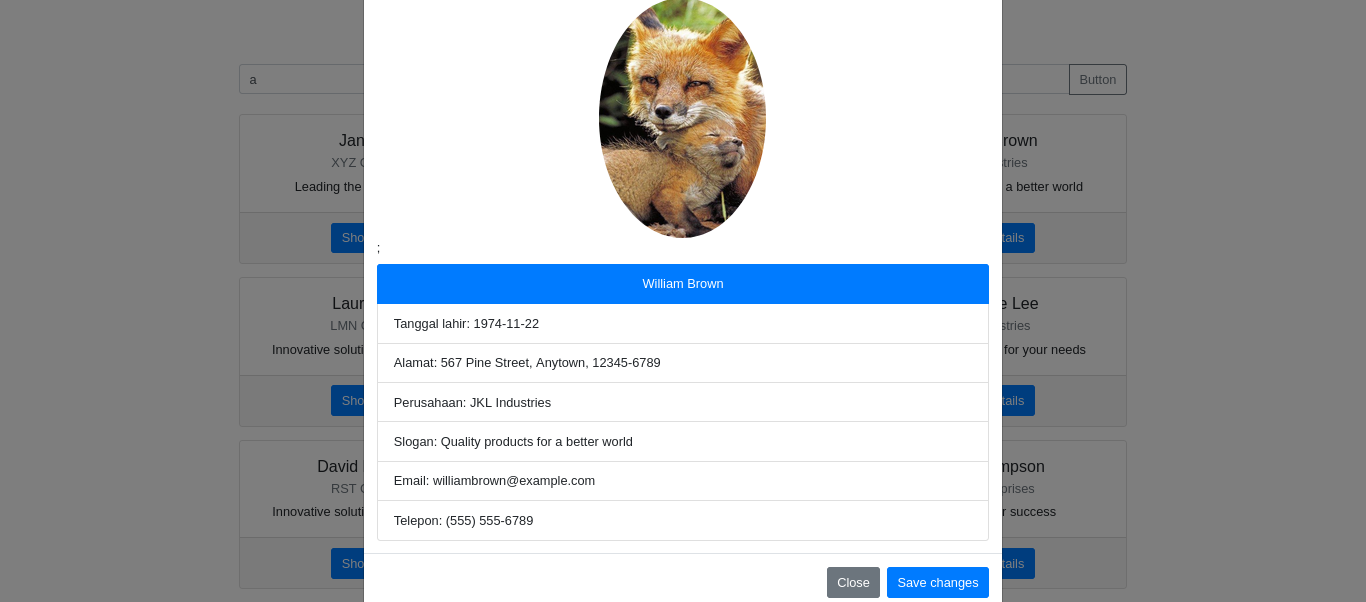 a
Button
Jan
rown
XYZ
stries
Leading the
a better world
Sho
tails
;
William Brown
Tanggal lahir: 1974-11-22
Laur
e Lee
Alamat: 567 Pine Street, Anytown, 12345-6789
LMN
stries
Innovative soluti
for your needs
Perusahaan: JKL Industries
Sho
tails
Slogan: Quality products for a better world
David
mpson
Email: williambrown@example.com
RST
prises
Innovative soluti
r success
Telepon: (555) 555-6789
Sho
tails
Close
Save changes